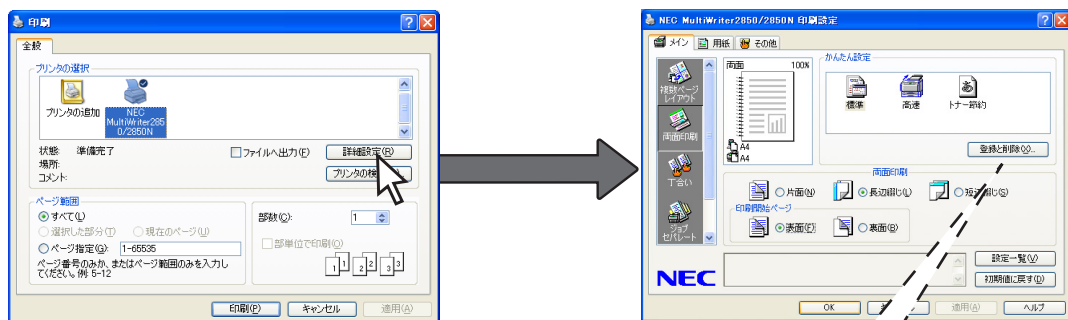 印刷
全般
プリンタの選択
プリンタの追加
NEC
MultiWriter285
0/2850N
状態: 準備完了
場所:
コメント:
ファイルへ出力(F)
詳細設定(R)
プリンタの検
ページ範囲
すべて(L)
選択した部分(T) 現在のページ(U)
ページ指定(G): 1-65535
ページ番号のみか、またはページ範囲のみを入力し
てください。例: 5-12
部数(C): 1
部単位で印刷(O)
1 1 2 2 3 3
印刷(P) キャンセル 適用(A)
NEC MultiWriter2850/2850N 印刷設定
メイン 用紙 その他
複数ページ
レイアウト
両面印刷
丁合い
ジョブ
セパレート
両面 100%
A4
A4
かんたん設定
標準 高速 トナー節約
登録と削除(X)...
両面印刷
片面(N) 長辺綴じ(L) 短辺綴じ(S)
印刷開始ページ
表面(F) 裏面(B)
NEC
設定一覧(V)
初期値に戻す(D)
OK 適用(A) ヘルプ